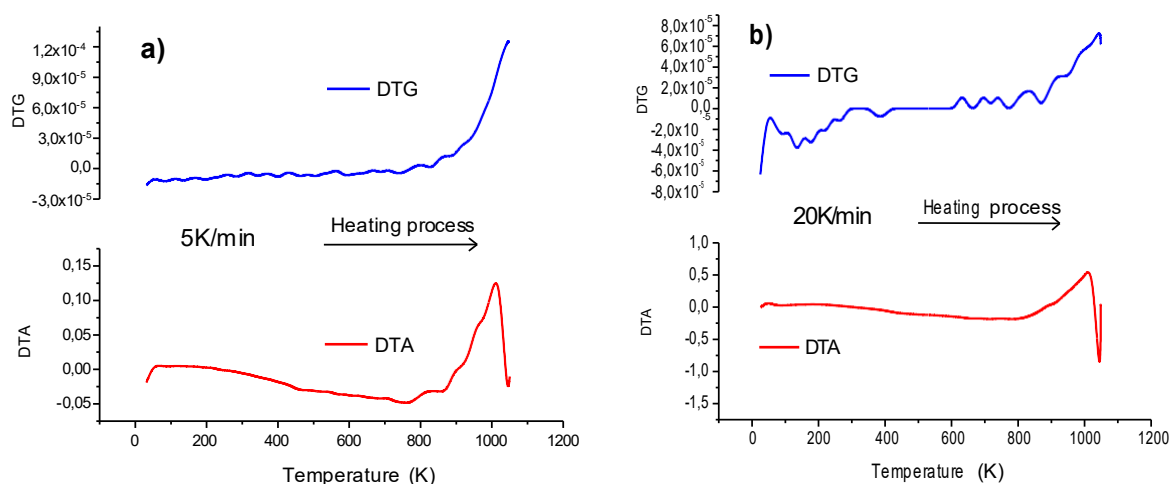 a)
1,2x10⁻⁴
9,0x10⁻⁵
6,0x10⁻⁵
3,0x10⁻⁵
0,0
-3,0x10⁻⁵
DTG
DTG
5K/min
Heating process
0,15
0,10
0,05
0,00
-0,05
DTA
DTA
0 200 400 600 800 1000 1200
Temperature (K)
b)
8,0x10⁻⁵
6,0x10⁻⁵
4,0x10⁻⁵
2,0x10⁻⁵
0,0
-2,0x10⁻⁵
-4,0x10⁻⁵
-6,0x10⁻⁵
-8,0x10⁻⁵
DTG
DTG
20K/min
Heating process
1,0
0,5
0,0
-0,5
-1,0
-1,5
DTA
DTA
0 200 400 600 800 1000 1200
Temperature (K)